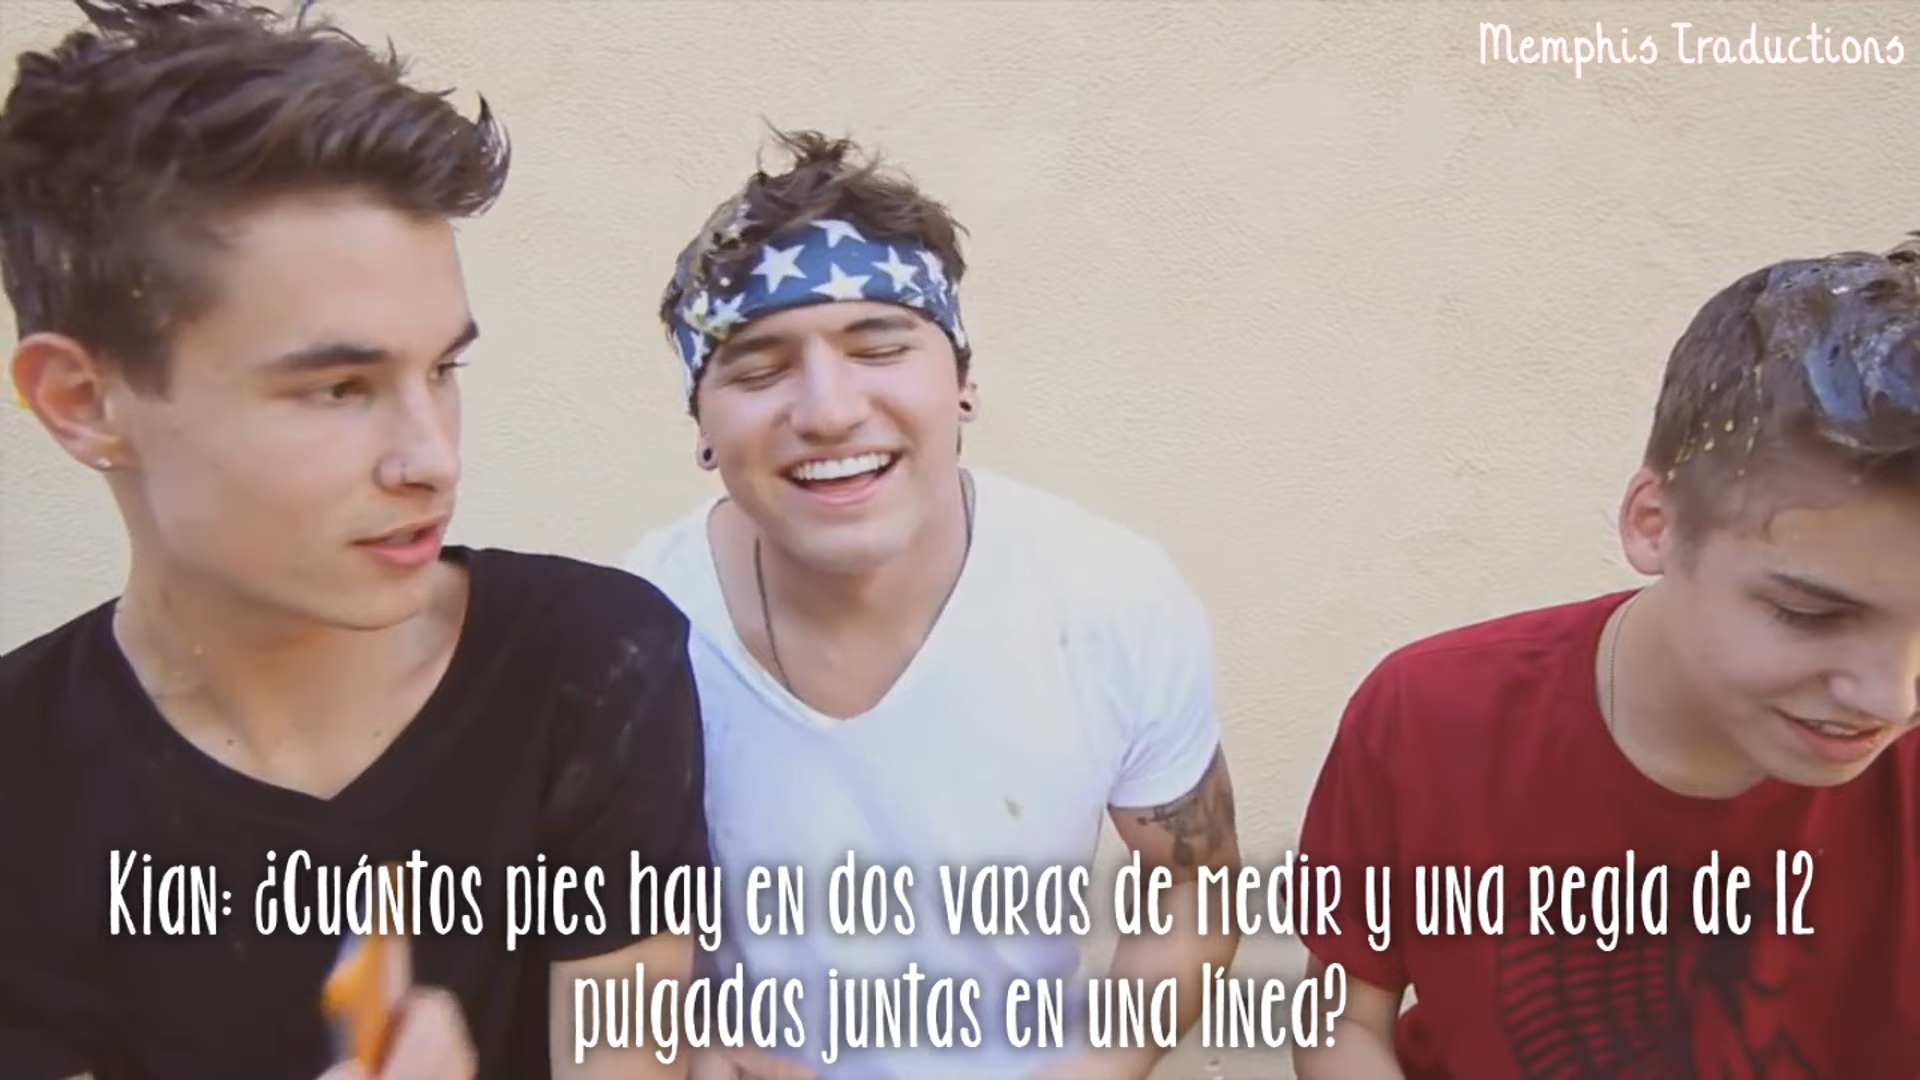 Memphis Traductions
Kian: ¿Cuántos pies hay en dos varas de medir y una regla de 12
pulgadas juntas en una línea?